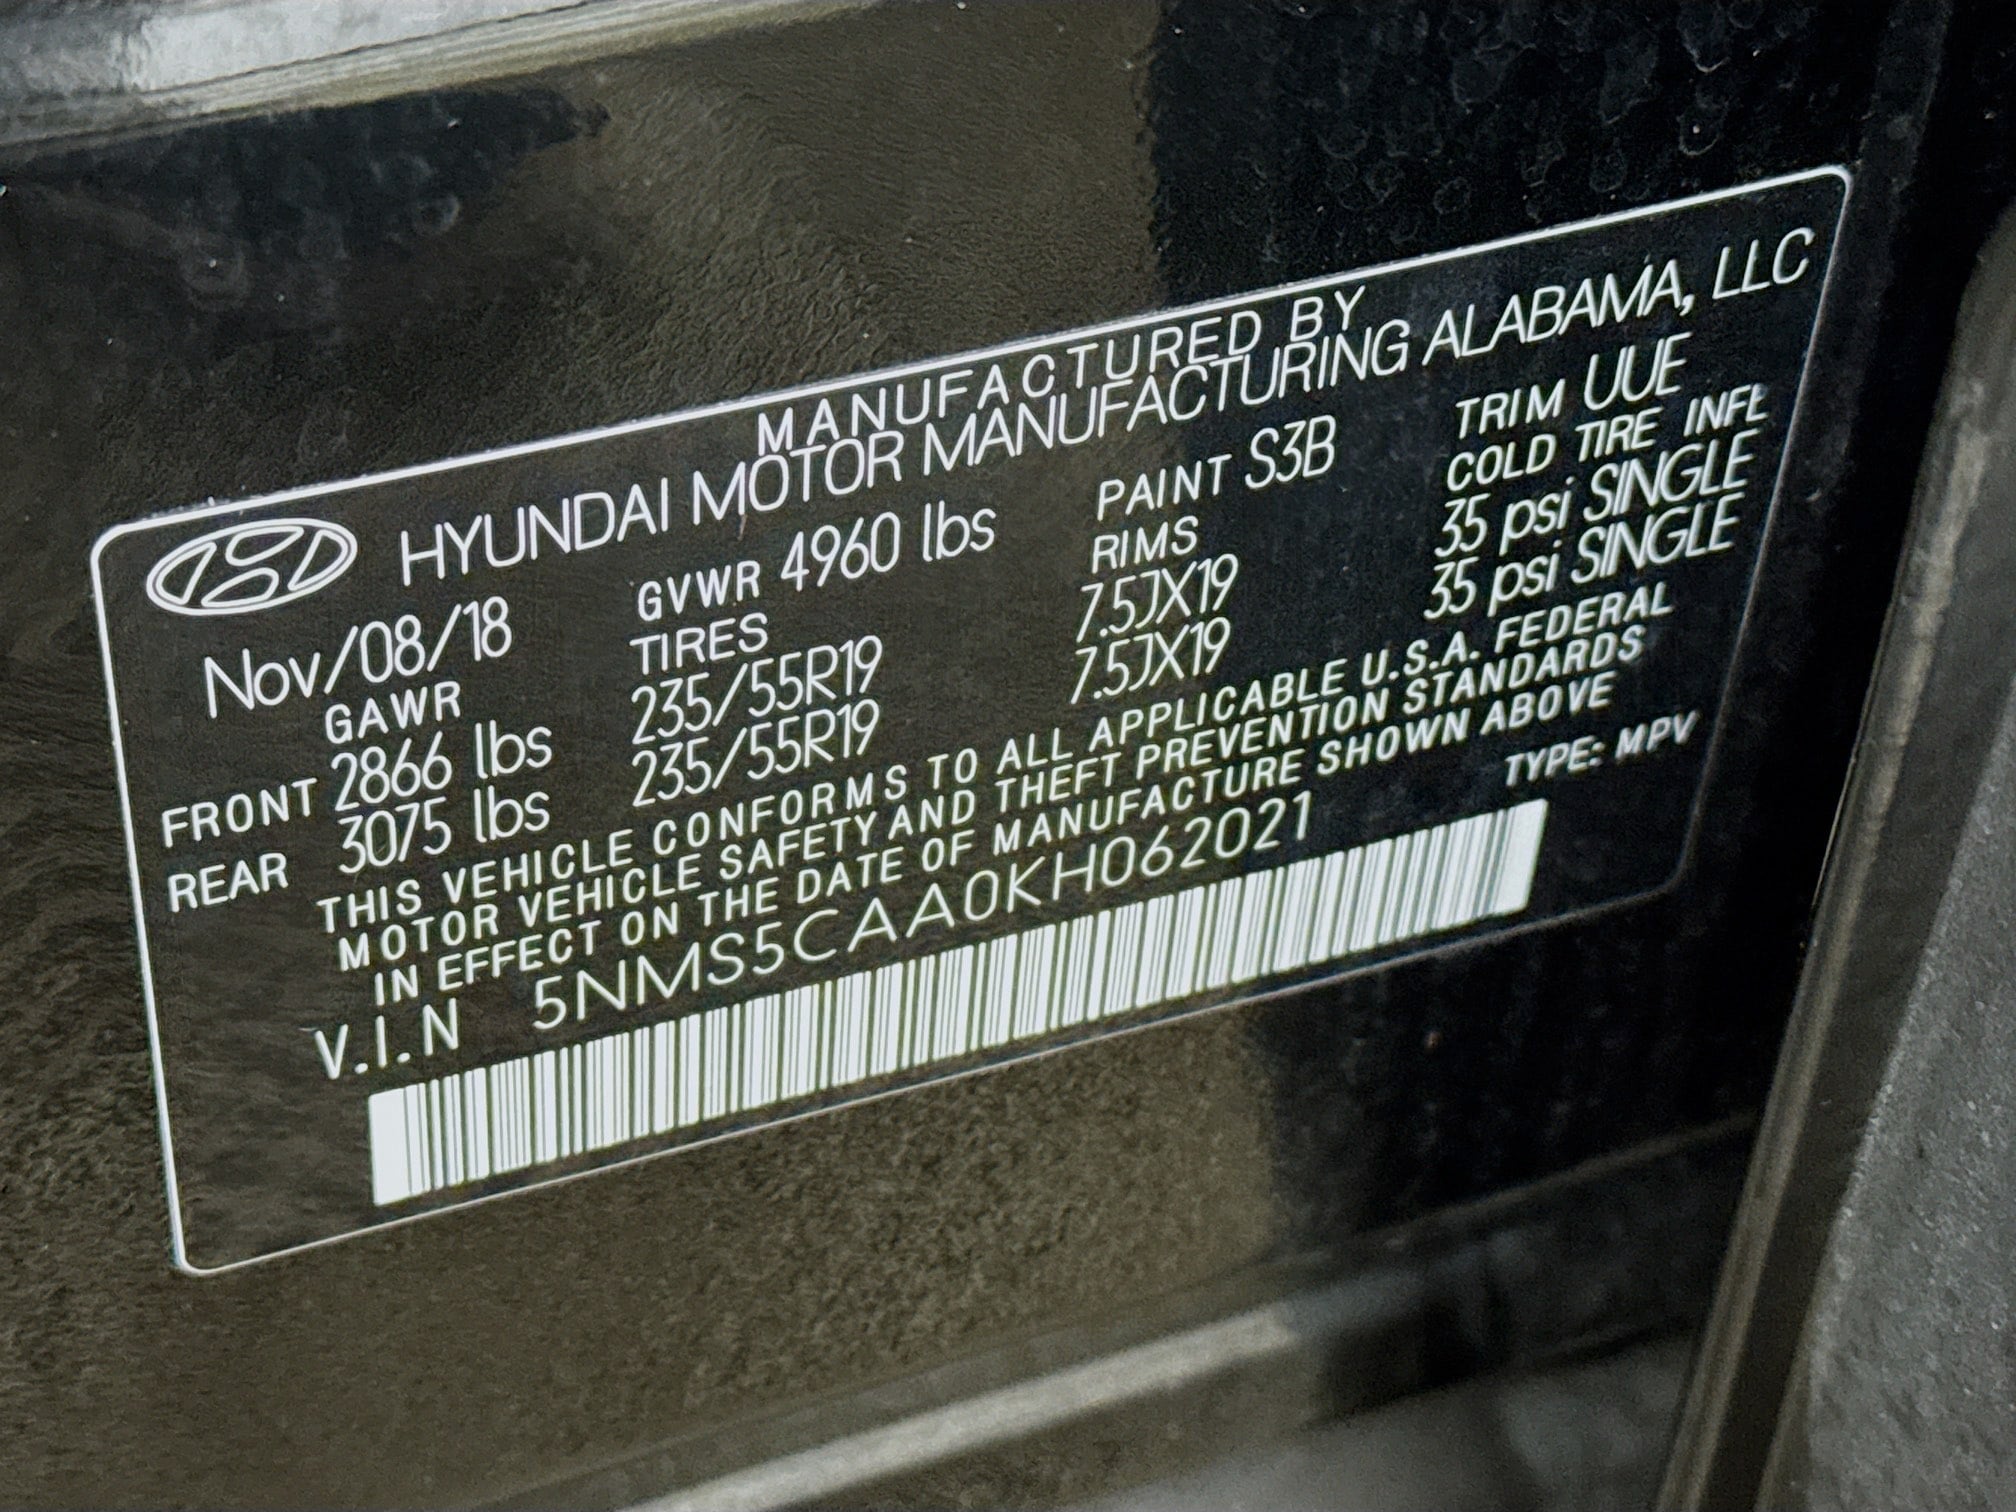 MANUFACTURED BY
HYUNDAI MOTOR MANUFACTURING ALABAMA, LLC
Nov/08/18 GVWR 4960 lbs PAINT S3B TRIM UUE
GAWR TIRES RIMS COLD TIRE INFL
FRONT 2866 lbs 235/55R19 7.5JX19 35 psi SINGLE
REAR 3075 lbs 235/55R19 7.5JX19 35 psi SINGLE
THIS VEHICLE CONFORMS TO ALL APPLICABLE U.S.A. FEDERAL
MOTOR VEHICLE SAFETY AND THEFT PREVENTION STANDARDS
IN EFFECT ON THE DATE OF MANUFACTURE SHOWN ABOVE
V.I.N 5NMS5CAA0KH062021 TYPE: MPV